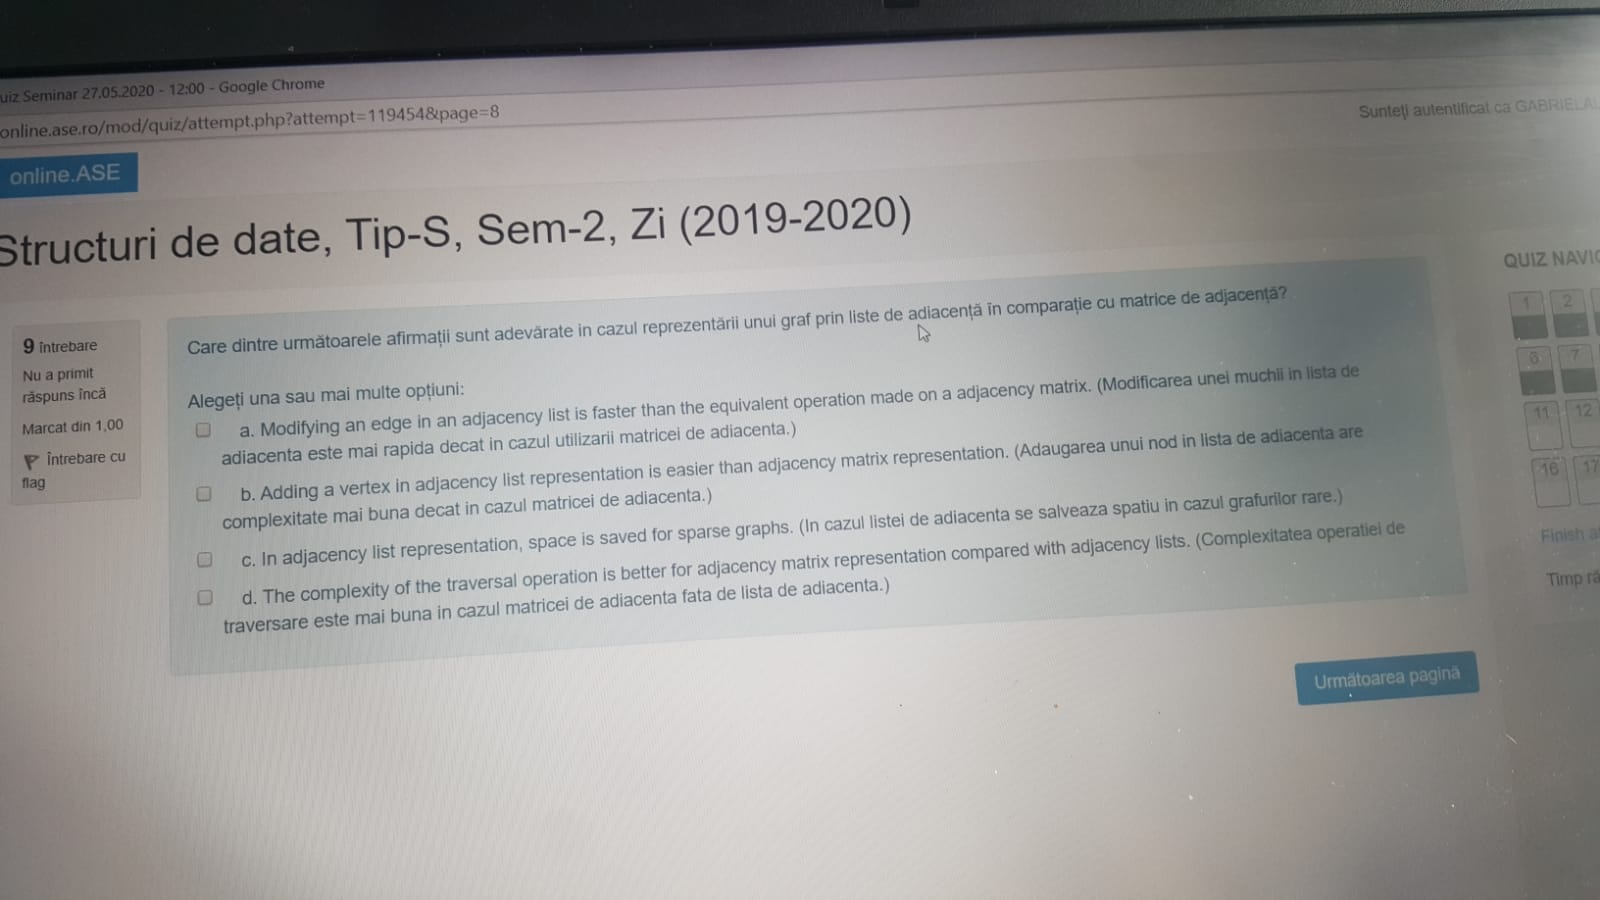 uiz Seminar 27.05.2020 - 12:00 - Google Chrome
online.ase.ro/mod/quiz/attempt.php?attempt=119454&page=8
Sunteți autentificat ca
online.ASE
Structuri de date, Tip-S, Sem-2, Zi (2019-2020)
9 întrebare
Nu a primit
răspuns încă
Marcat din 1,00
Întrebare cu
flag
Care dintre următoarele afirmații sunt adevărate in cazul reprezentării unui graf prin liste de adiacență în comparație cu matrice de adjacență?
Alegeți una sau mai multe opțiuni:
a. Modifying an edge in an adjacency list is faster than the equivalent operation made on a adjacency matrix. (Modificarea unei muchii in lista de
adiacenta este mai rapida decat in cazul utilizarii matricei de adiacenta.)
b. Adding a vertex in adjacency list representation is easier than adjacency matrix representation. (Adaugarea unui nod in lista de adiacenta are
complexitate mai buna decat in cazul matricei de adiacenta.)
c. In adjacency list representation, space is saved for sparse graphs. (In cazul listei de adiacenta se salveaza spatiu in cazul grafurilor rare.)
d. The complexity of the traversal operation is better for adjacency matrix representation compared with adjacency lists. (Complexitatea operatiei de
traversare este mai buna in cazul matricei de adiacenta fata de lista de adiacenta.)
Următoarea pagină
QUIZ NAVIG
1 2
6 7
11 12
16 17
Finish a
Timp ră